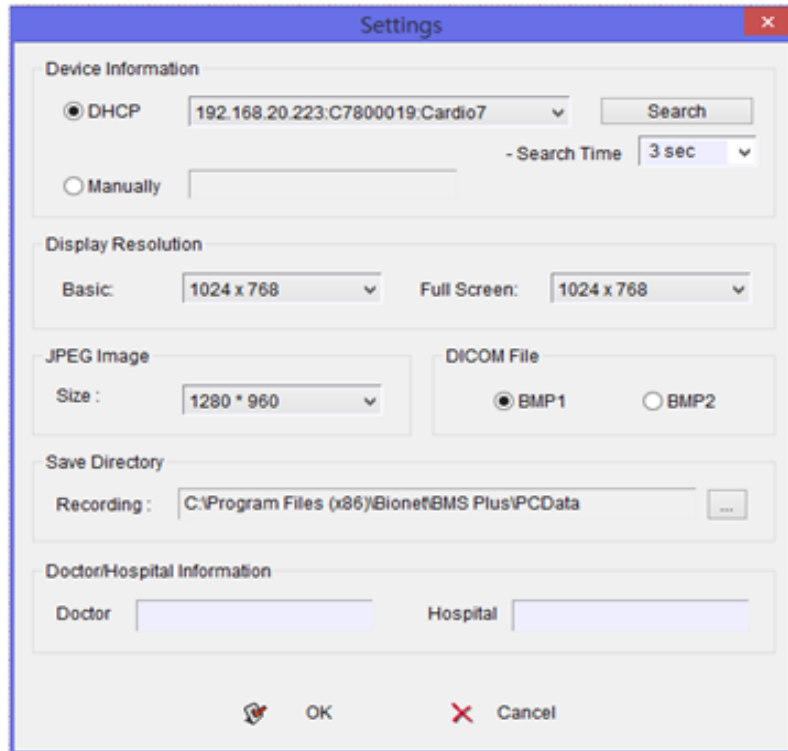 Settings
Device Information
DHCP 192.168.20.223:C7800019:Cardio7 Search
- Search Time 3 sec
Manually
Display Resolution
Basic: 1024 x 768 Full Screen: 1024 x 768
JPEG Image DICOM File
Size : 1280 * 960 BMP1 BMP2
Save Directory
Recording : C:\Program Files (x86)\Bionet\BMS Plus\PCData ...
Doctor/Hospital Information
Doctor Hospital
OK Cancel